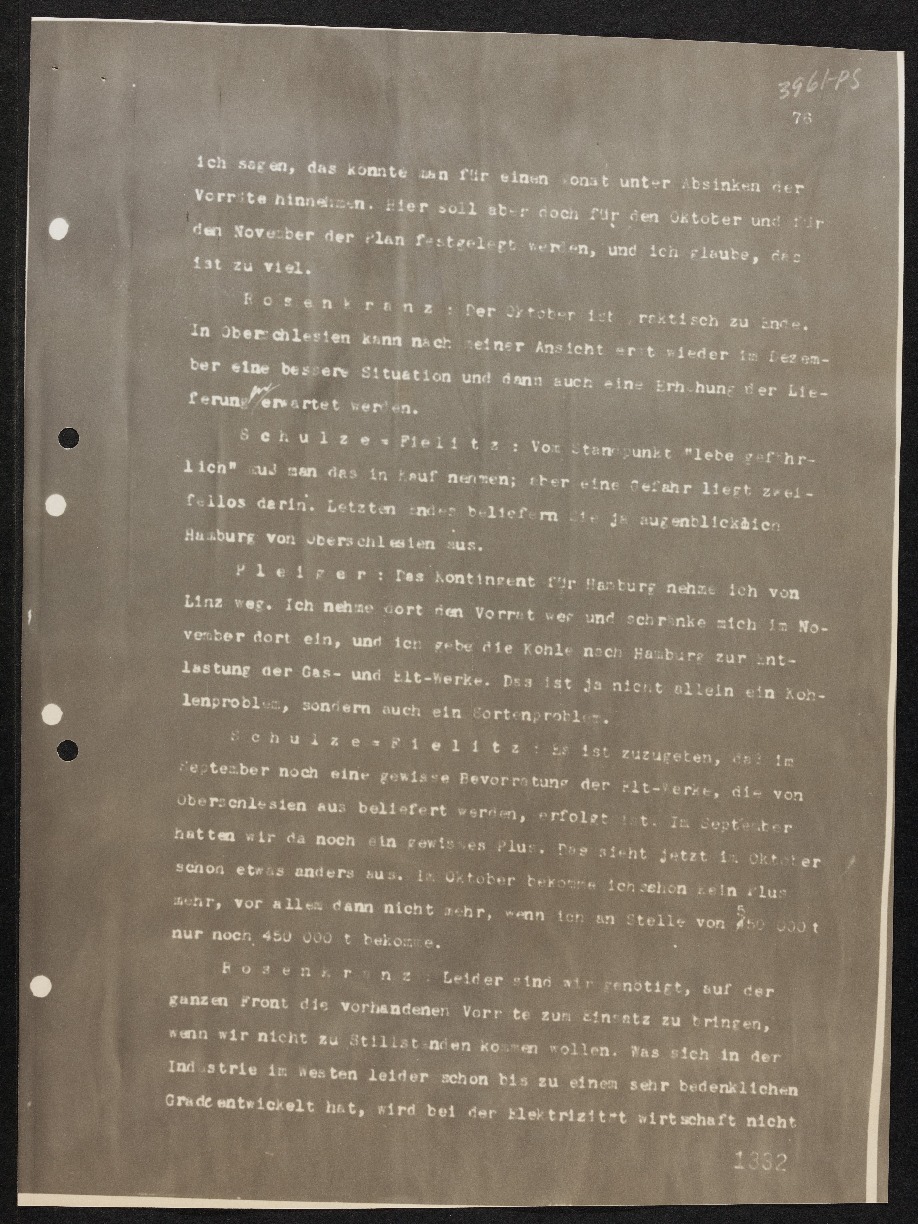 3961-PS
76
ich sagen, das könnte man für einen Monat unter Absinken der
Vorräte hinnehmen. Hier soll aber doch für den Oktober und für
den November der Plan festgelegt werden, und ich glaube, das
ist zu viel.
R o s e n k r a n z : Der Oktober ist praktisch zu Ende.
In Oberschlesien kann nach meiner Ansicht erst wieder im Dezem-
ber eine bessere Situation und dann auch eine Erhöhung der Lie-
ferung erwartet werden.
S c h u l z e = F i e l i t z : Vom Standpunkt "lebe gefähr-
lich" muß man das in Kauf nehmen; aber eine Gefahr liegt zwei-
fellos darin. Letzten Endes beliefern Sie ja augenblicklich
Hamburg von Oberschlesien aus.
P l e i g e r : Das Kontingent für Hamburg nehme ich von
Linz weg. Ich nehme dort den Vorrat weg und schränke mich im No-
vember dort ein, und ich gebe die Kohle nach Hamburg zur Ent-
lastung der Gas- und Elt-Werke. Das ist ja nicht allein ein Koh-
lenproblem, sondern auch ein Sortenproblem.
S c h u l z e = F i e l i t z : Es ist zuzugeben, daß im
September noch eine gewisse Bevorratung der Elt-Werke, die von
Oberschlesien aus beliefert werden, erfolgt ist. Im September
hatten wir da noch ein gewisses Plus. Das sieht jetzt im Oktober
schon etwas anders aus. Im Oktober bekomme ich schon kein Plus
mehr, vor allem dann nicht mehr, wenn ich an Stelle von 550 000 t
nur noch 450 000 t bekomme.
R o s e n k r a n z : Leider sind wir genötigt, auf der
ganzen Front die vorhandenen Vorräte zum Einsatz zu bringen,
wenn wir nicht zu Stillständen kommen wollen. Was sich in der
Industrie im Westen leider schon bis zu einem sehr bedenklichen
Grade entwickelt hat, wird bei der Elektrizitätswirtschaft nicht
1332